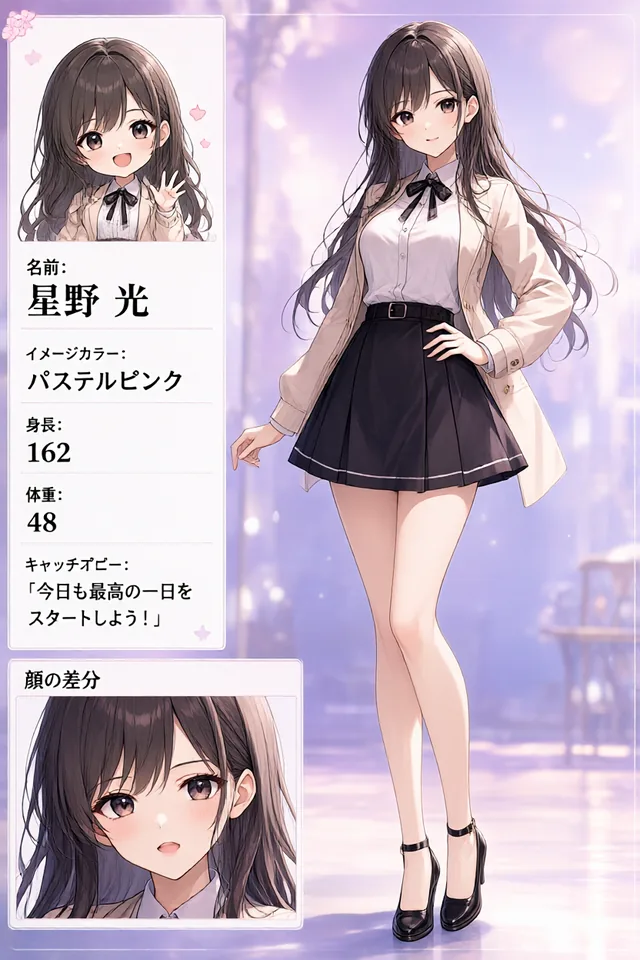 名前:
星野 光
イメージカラー:
パステルピンク
身長:
162
体重:
48
キャッチオピー:
「今日も最高の一日を
スタートしよう!」
顔の差分